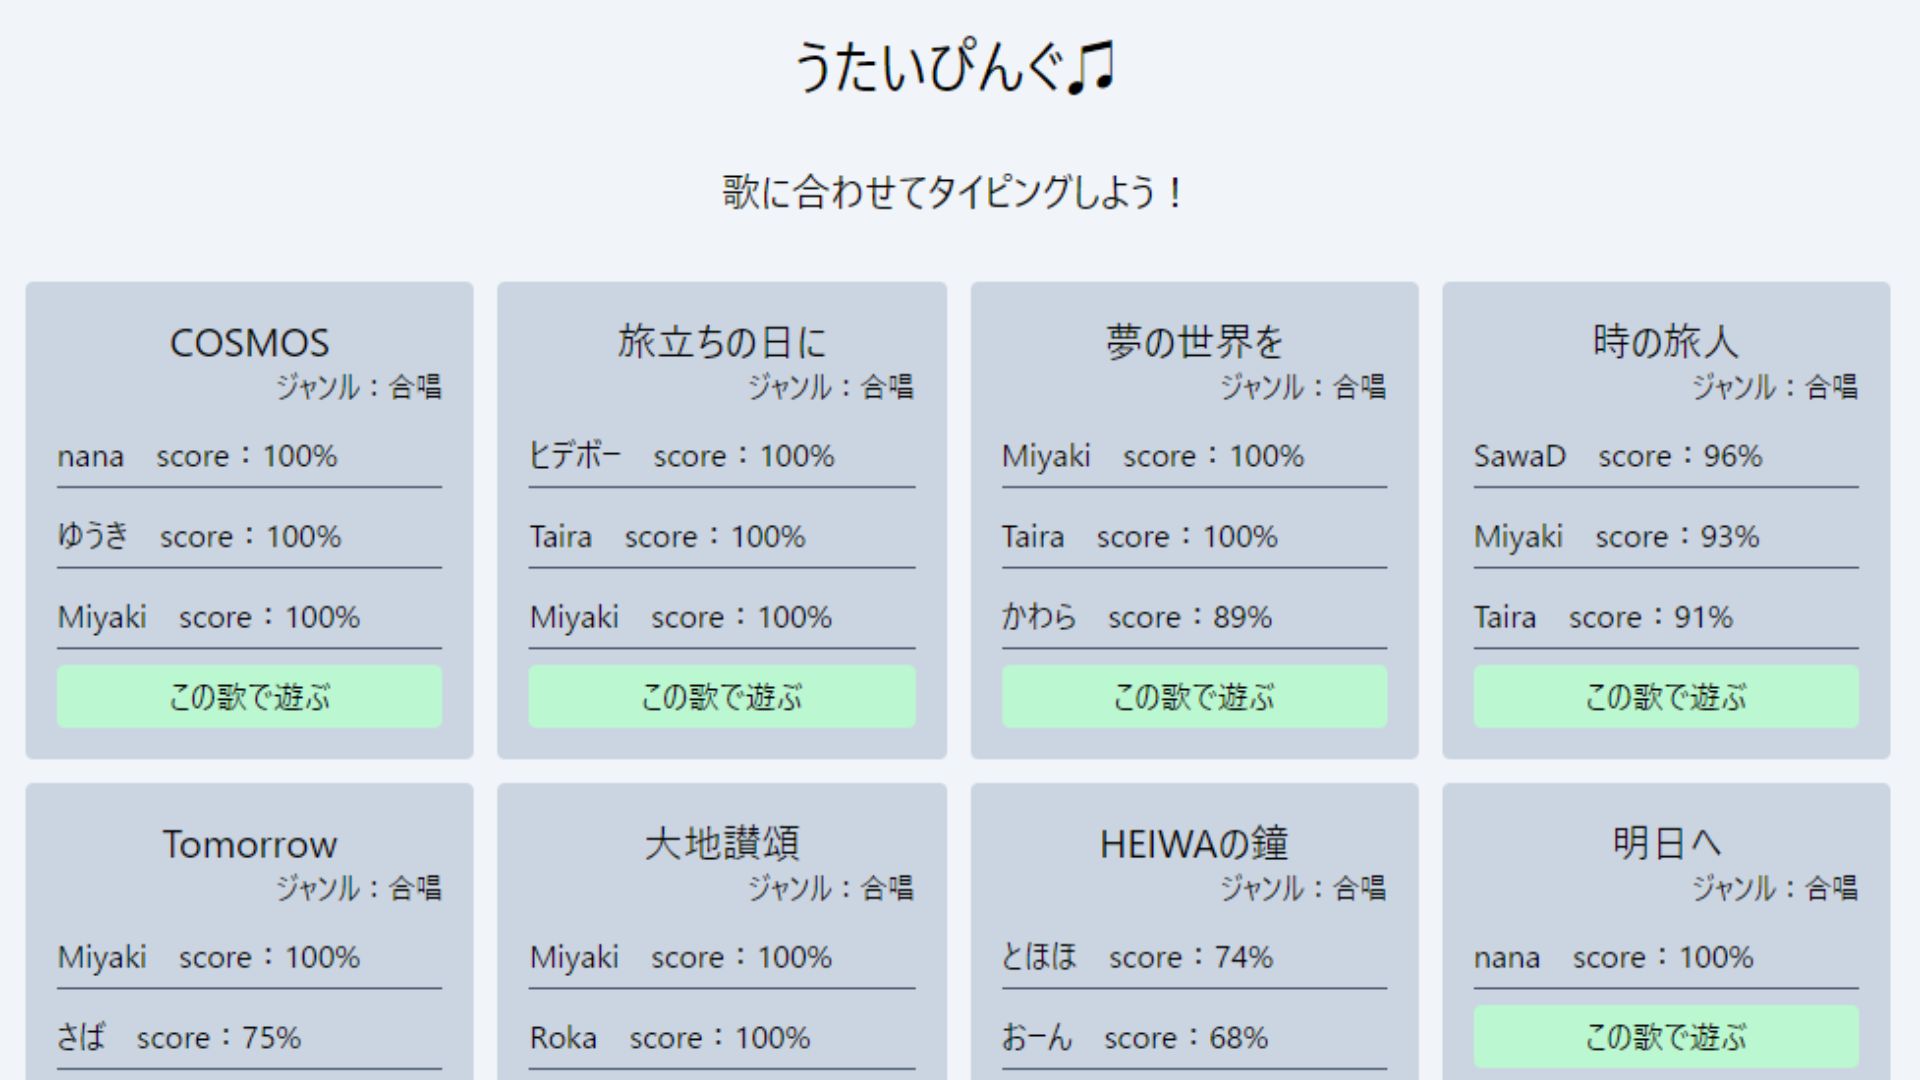 うたいぴんぐ♫
歌に合わせてタイピングしよう！
COSMOS
ジャンル：合唱
nana score：100%
ゆうき score：100%
Miyaki score：100%
この歌で遊ぶ
旅立ちの日に
ジャンル：合唱
ヒデボー score：100%
Taira score：100%
Miyaki score：100%
この歌で遊ぶ
夢の世界を
ジャンル：合唱
Miyaki score：100%
Taira score：100%
かわら score：89%
この歌で遊ぶ
時の旅人
ジャンル：合唱
SawaD score：96%
Miyaki score：93%
Taira score：91%
この歌で遊ぶ
Tomorrow
ジャンル：合唱
Miyaki score：100%
さば score：75%
大地讃頌
ジャンル：合唱
Miyaki score：100%
Roka score：100%
HEIWAの鐘
ジャンル：合唱
とほほ score：74%
おーん score：68%
明日へ
ジャンル：合唱
nana score：100%
この歌で遊ぶ